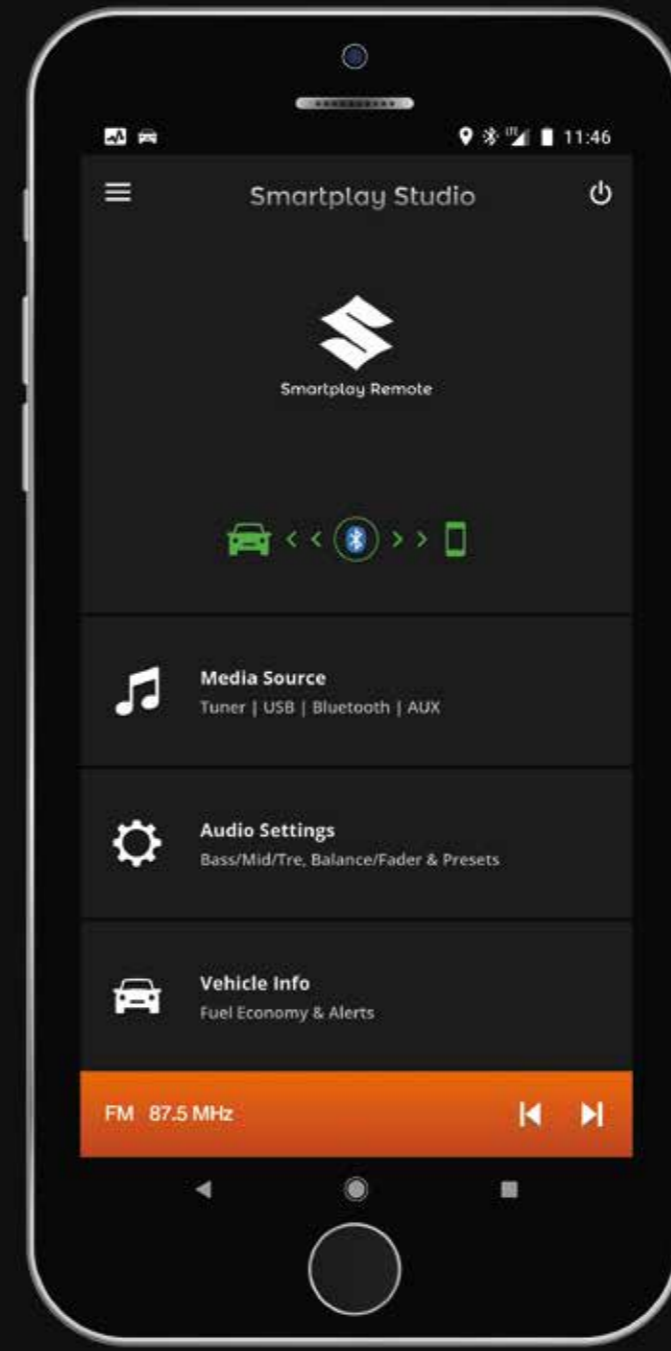 LTE 11:46
Smartplay Studio
Smartplay Remote
Media Source
Tuner | USB | Bluetooth | AUX
Audio Settings
Bass/Mid/Tre, Balance/Fader & Presets
Vehicle Info
Fuel Economy & Alerts
FM 87.5 MHz